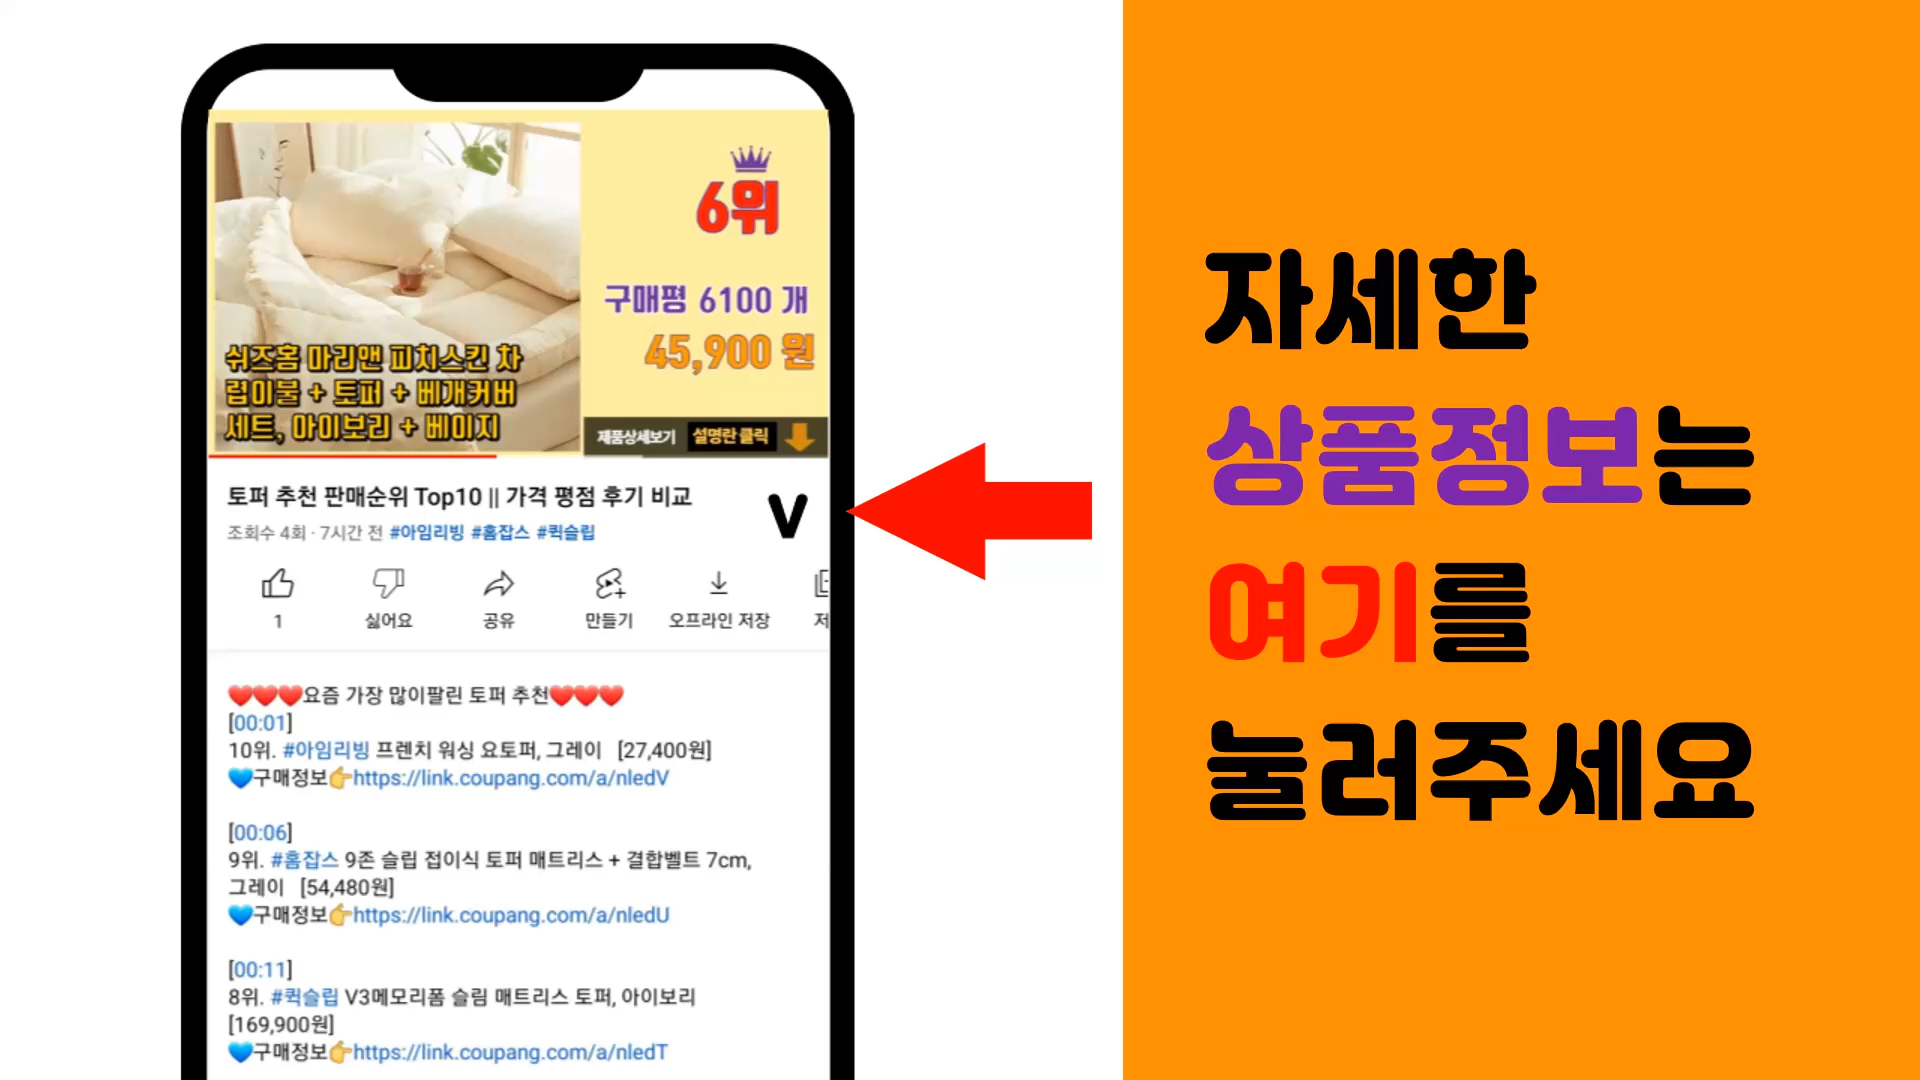 6위
구매평 6100 개
45,900 원
쉬즈홈 마리앤 피치스킨 차
렵이불 + 토퍼 + 베개커버
세트, 아이보리 + 베이지
제품상세보기 설명란 클릭
토퍼 추천 판매순위 Top10 || 가격 평점 후기 비교
V
조회수 4회 · 7시간 전 #아임리빙 #홈잡스 #퀵슬립
1 싫어요 공유 만들기 오프라인 저장 저
❤️❤️❤️요즘 가장 많이팔린 토퍼 추천❤️❤️❤️
[00:01]
10위. #아임리빙 프렌치 워싱 요토퍼, 그레이 [27,400원]
💙구매정보👉https://link.coupang.com/a/nledV
[00:06]
9위. #홈잡스 9존 슬립 접이식 토퍼 매트리스 + 결합벨트 7cm,
그레이 [54,480원]
💙구매정보👉https://link.coupang.com/a/nledU
[00:11]
8위. #퀵슬립 V3메모리폼 슬림 매트리스 토퍼, 아이보리
[169,900원]
💙구매정보👉https://link.coupang.com/a/nledT
자세한
상품정보는
여기를
눌러주세요